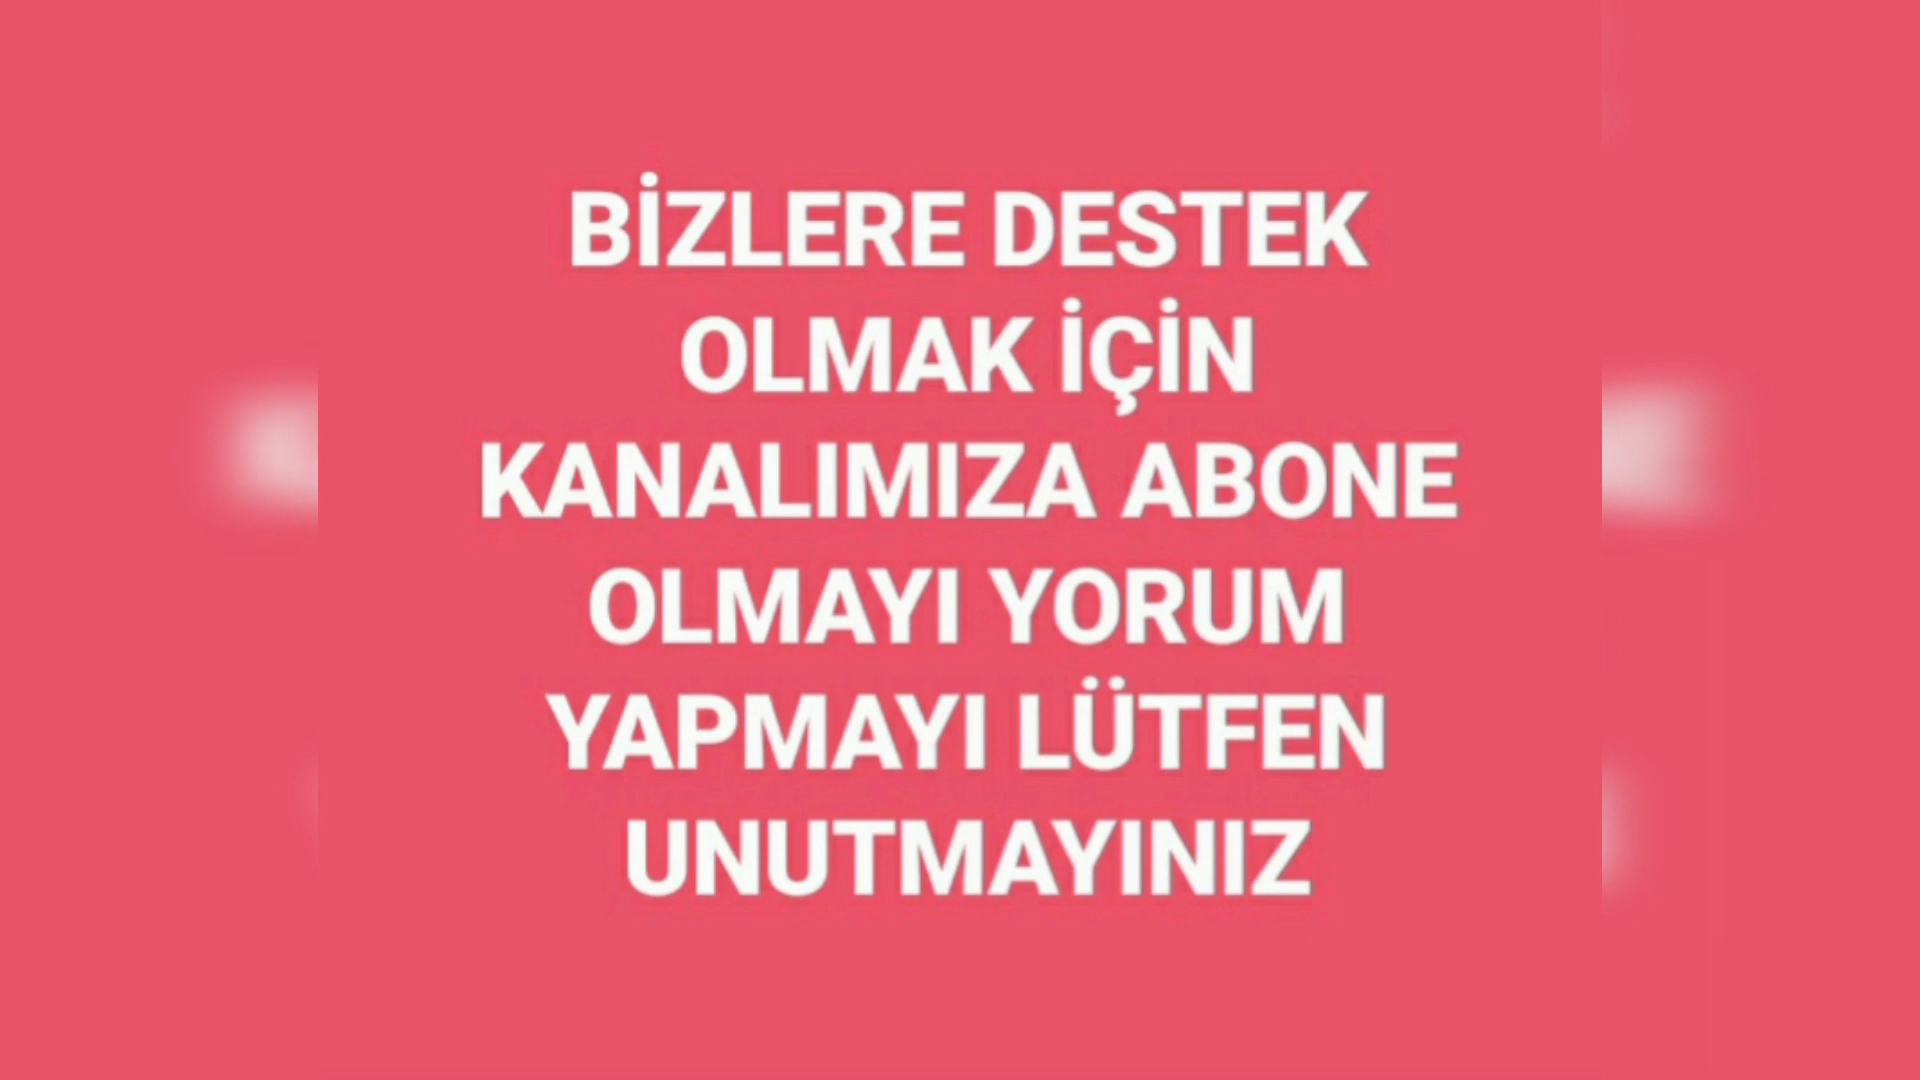 BİZLERE DESTEK
OLMAK İÇİN
KANALIMIZA ABONE
OLMAYI YORUM
YAPMAYI LÜTFEN
UNUTMAYINIZ